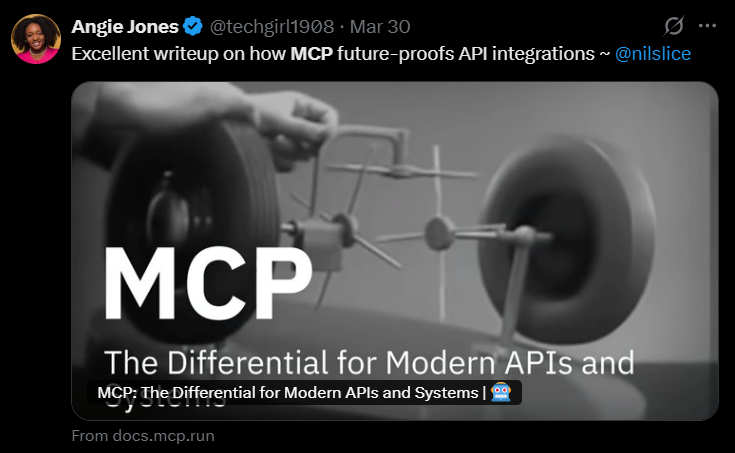 Angie Jones @techgirl1908 · Mar 30
Excellent writeup on how MCP future-proofs API integrations ~ @nilslice
MCP
The Differential for Modern APIs and
Systems
MCP: The Differential for Modern APIs and Systems | 🤖
From docs.mcp.run